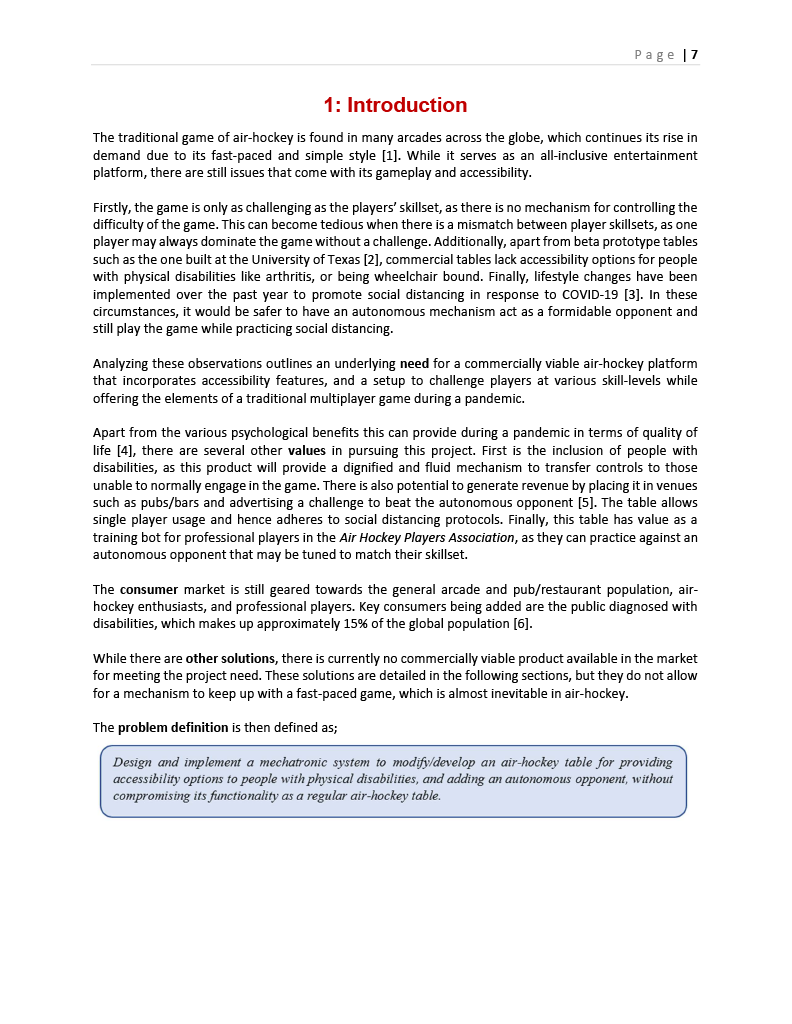 Page | 7
1: Introduction
The traditional game of air-hockey is found in many arcades across the globe, which continues its rise in
demand due to its fast-paced and simple style [1]. While it serves as an all-inclusive entertainment
platform, there are still issues that come with its gameplay and accessibility.
Firstly, the game is only as challenging as the players’ skillset, as there is no mechanism for controlling the
difficulty of the game. This can become tedious when there is a mismatch between player skillsets, as one
player may always dominate the game without a challenge. Additionally, apart from beta prototype tables
such as the one built at the University of Texas [2], commercial tables lack accessibility options for people
with physical disabilities like arthritis, or being wheelchair bound. Finally, lifestyle changes have been
implemented over the past year to promote social distancing in response to COVID-19 [3]. In these
circumstances, it would be safer to have an autonomous mechanism act as a formidable opponent and
still play the game while practicing social distancing.
Analyzing these observations outlines an underlying need for a commercially viable air-hockey platform
that incorporates accessibility features, and a setup to challenge players at various skill-levels while
offering the elements of a traditional multiplayer game during a pandemic.
Apart from the various psychological benefits this can provide during a pandemic in terms of quality of
life [4], there are several other values in pursuing this project. First is the inclusion of people with
disabilities, as this product will provide a dignified and fluid mechanism to transfer controls to those
unable to normally engage in the game. There is also potential to generate revenue by placing it in venues
such as pubs/bars and advertising a challenge to beat the autonomous opponent [5]. The table allows
single player usage and hence adheres to social distancing protocols. Finally, this table has value as a
training bot for professional players in the Air Hockey Players Association, as they can practice against an
autonomous opponent that may be tuned to match their skillset.
The consumer market is still geared towards the general arcade and pub/restaurant population, air-
hockey enthusiasts, and professional players. Key consumers being added are the public diagnosed with
disabilities, which makes up approximately 15% of the global population [6].
While there are other solutions, there is currently no commercially viable product available in the market
for meeting the project need. These solutions are detailed in the following sections, but they do not allow
for a mechanism to keep up with a fast-paced game, which is almost inevitable in air-hockey.
The problem definition is then defined as;
Design and implement a mechatronic system to modify/develop an air-hockey table for providing
accessibility options to people with physical disabilities, and adding an autonomous opponent, without
compromising its functionality as a regular air-hockey table.